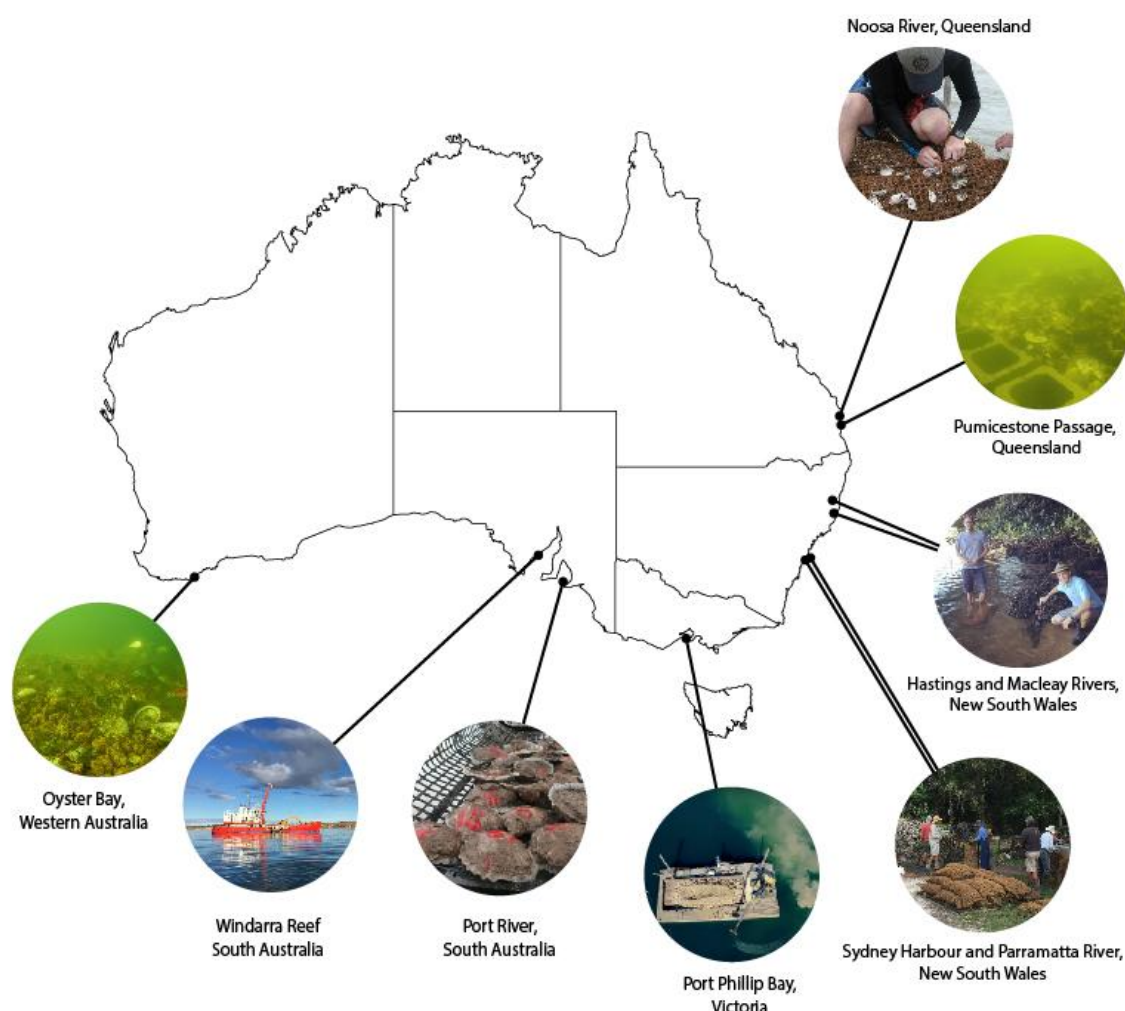 Noosa River, Queensland
Pumicestone Passage,
Queensland
Hastings and Macleay Rivers,
New South Wales
Oyster Bay,
Western Australia
Windarra Reef
South Australia
Port River,
South Australia
Port Phillip Bay,
Victoria
Sydney Harbour and Parramatta River,
New South Wales